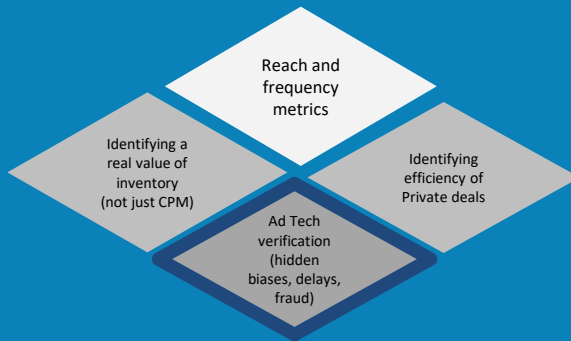 Reach and
frequency
metrics
Identifying a
real value of
inventory
(not just CPM)
Identifying
efficiency of
Private deals
Ad Tech
verification
(hidden
biases, delays,
fraud)